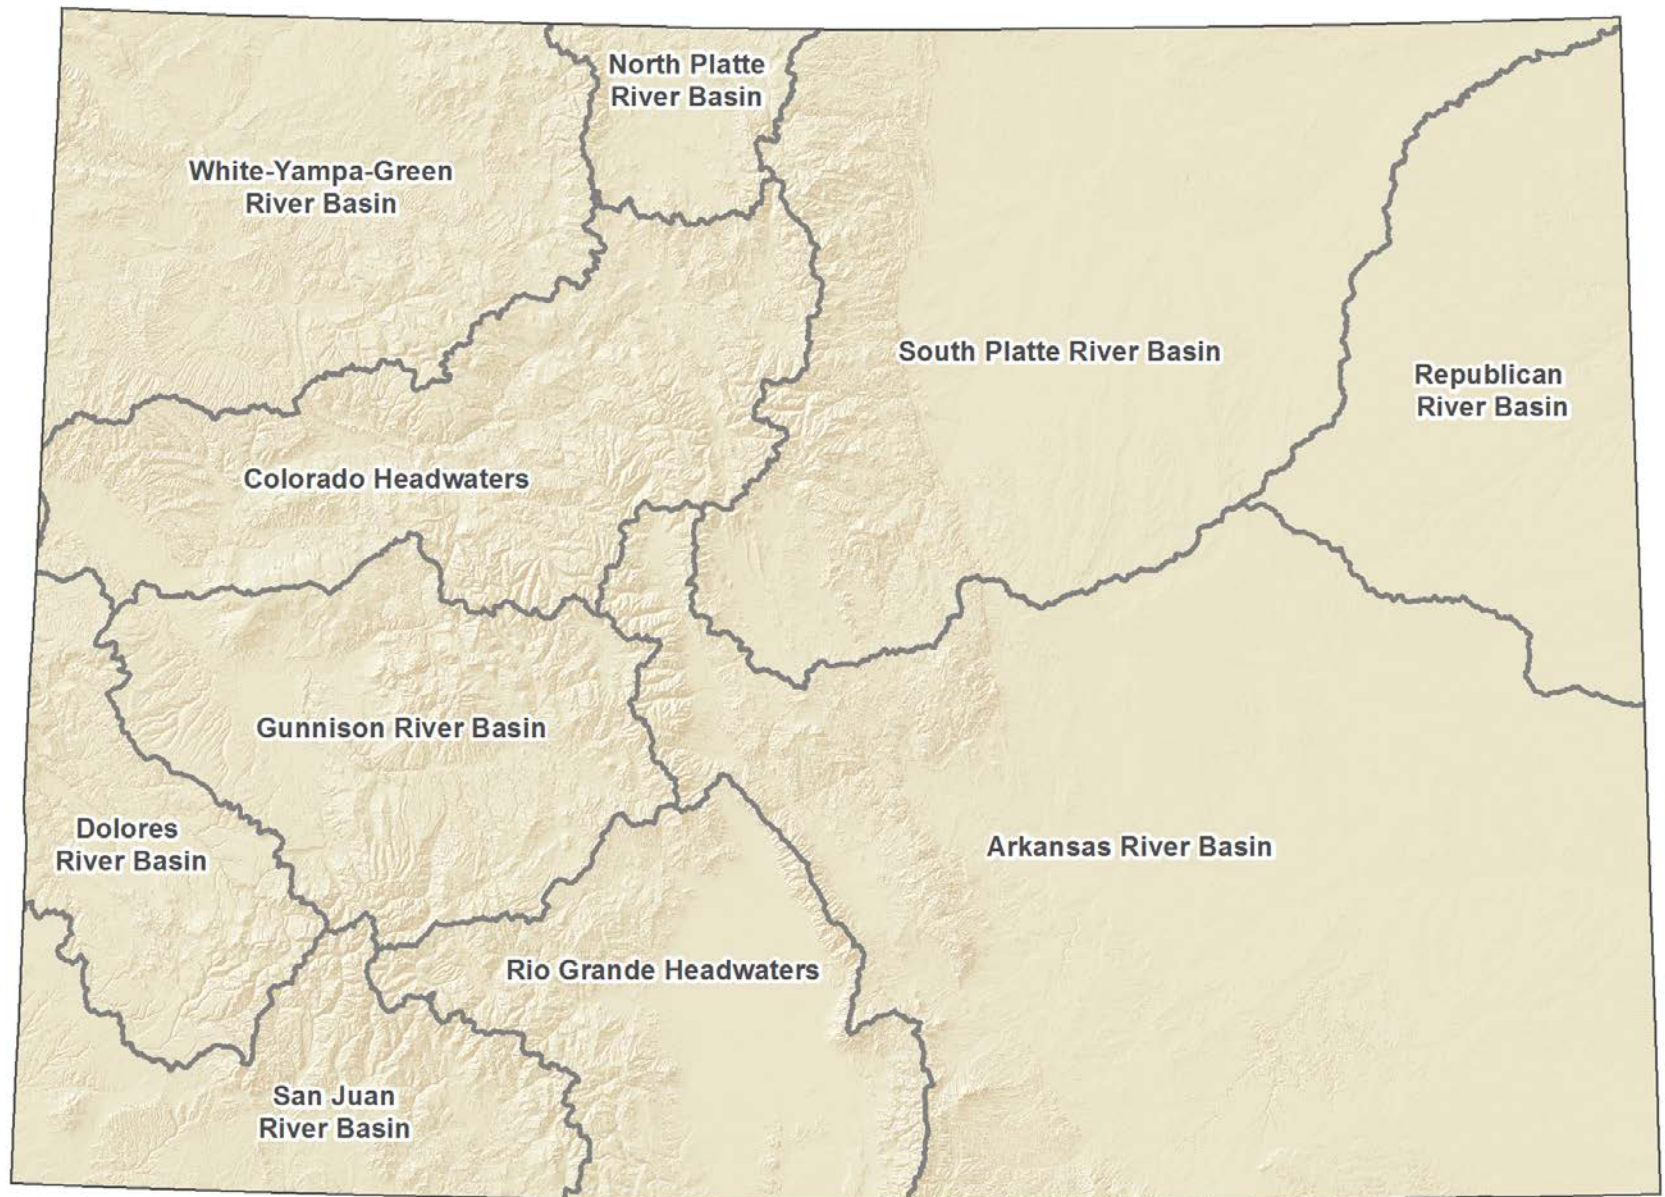 North Platte
River Basin
White-Yampa-Green
River Basin
South Platte River Basin
Republican
River Basin
Colorado Headwaters
Gunnison River Basin
Dolores
River Basin
Arkansas River Basin
Rio Grande Headwaters
San Juan
River Basin